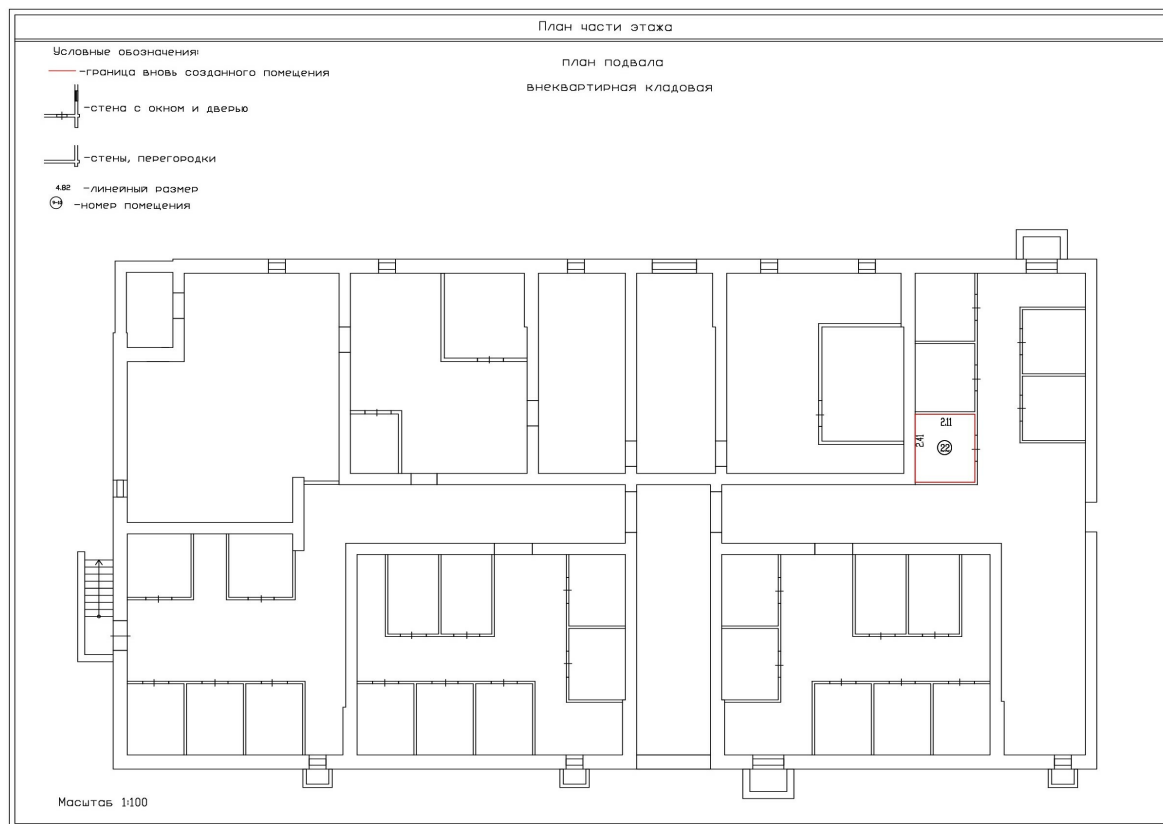 План части этажа
Условные обозначения:
-граница вновь созданного помещения
план подвала
внеквартирная кладовая
-стена с окном и дверью
-стены, перегородки
4.82 -линейный размер
-номер помещения
2.11
2.41
22
Масштаб 1:100